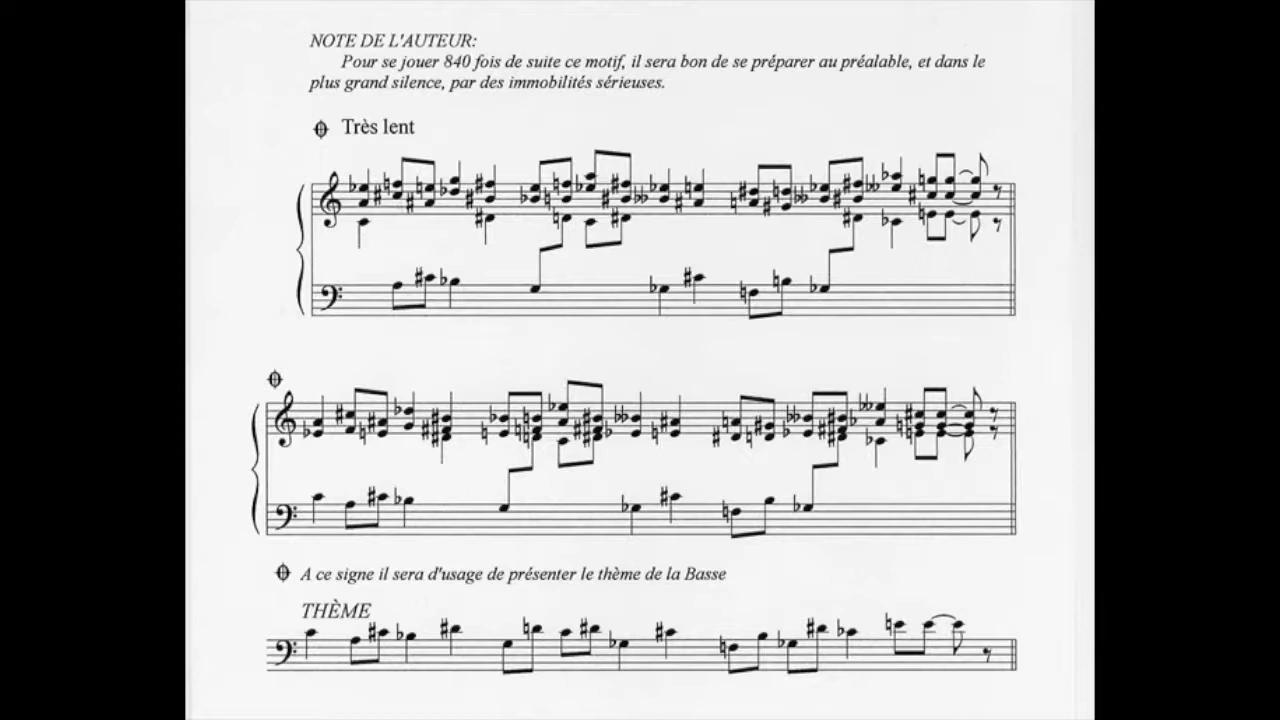 NOTE DE L'AUTEUR:
Pour se jouer 840 fois de suite ce motif, il sera bon de se préparer au préalable, et dans le
plus grand silence, par des immobilités sérieuses.
Très lent
A ce signe il sera d'usage de présenter le thème de la Basse
THÈME